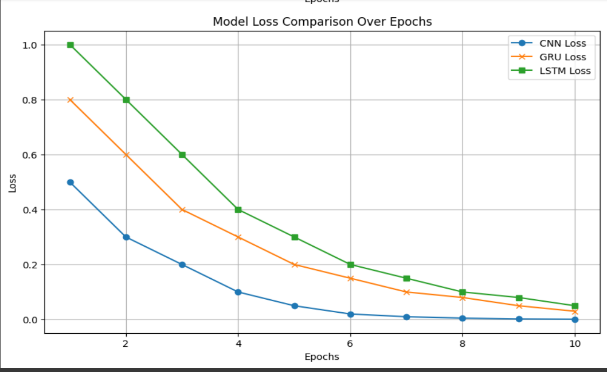 Epochs
Model Loss Comparison Over Epochs
CNN Loss
GRU Loss
LSTM Loss
1.0
0.8
0.6
0.4
0.2
0.0
Loss
2 4 6 8 10
Epochs